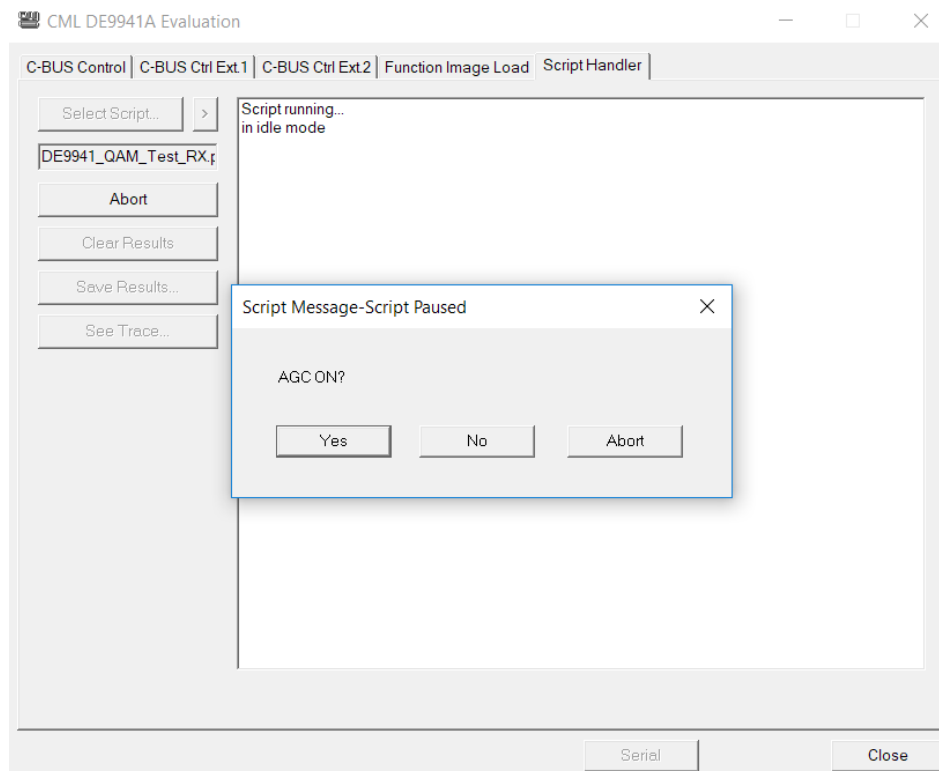 CML DE9941A Evaluation
C-BUS Control C-BUS Ctrl Ext.1 C-BUS Ctrl Ext.2 Function Image Load Script Handler
Select Script... >
DE9941_QAM_Test_RX.p
Abort
Clear Results
Save Results...
See Trace...
Script running...
in idle mode
Script Message-Script Paused
AGC ON?
Yes No Abort
Serial Close